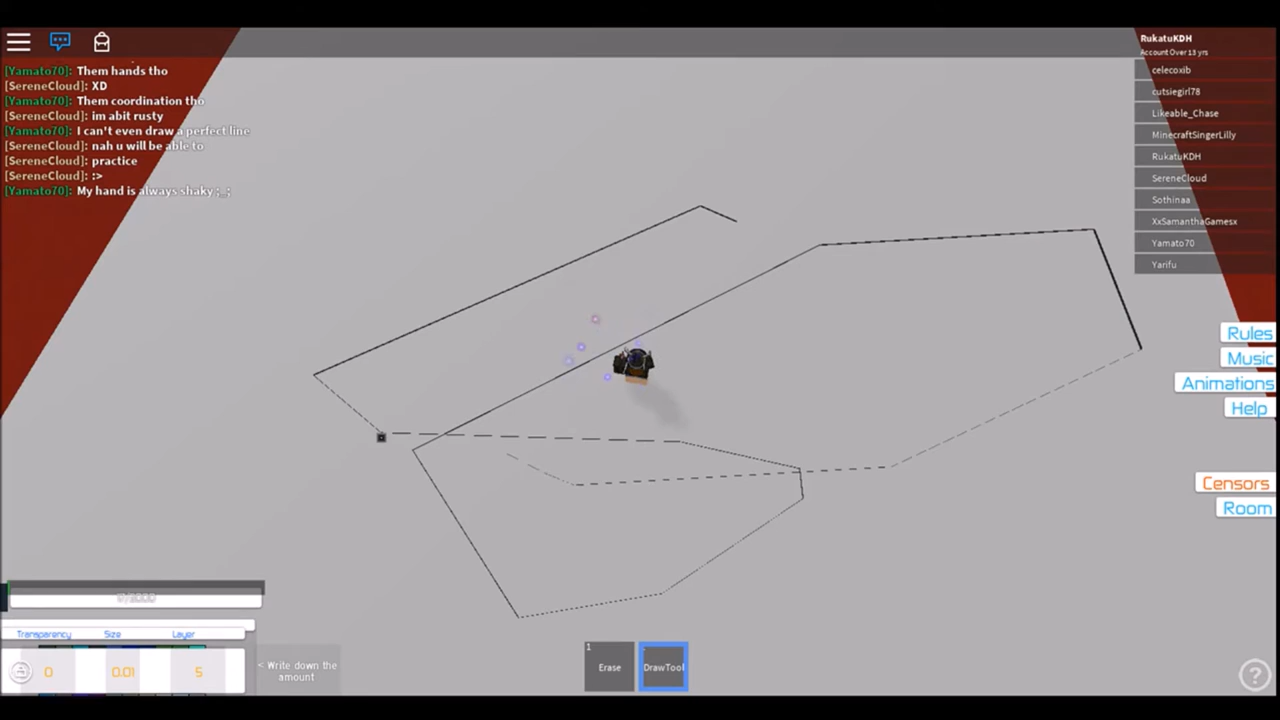 [Yamato70]: Them hands tho
[SereneCloud]: XD
[Yamato70]: Them coordination tho
[SereneCloud]: im abit rusty
[Yamato70]: I can't even draw a perfect line
[SereneCloud]: nah u will be able to
[SereneCloud]: practice
[SereneCloud]: :>
[Yamato70]: My hand is always shaky ;_;
RukatuKDH
Account Over 13 yrs
celecoxib
cutsiegirl78
Likeable_Chase
MinecraftSingerLilly
RukatuKDH
SereneCloud
Sothinaa
XxSamanthaGamesx
Yamato70
Yarifu
Rules
Music
Animations
Help
Censors
Room
Transparency Size Layer
0 0.01 5
< Write down the
amount
1
Erase
DrawTool
?